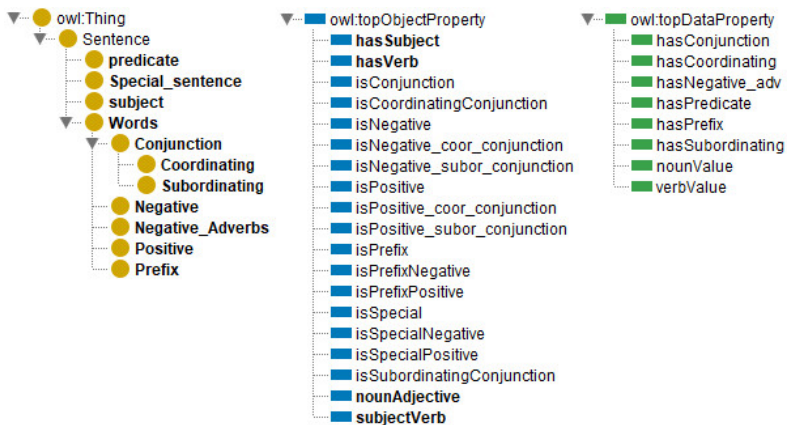 owl:Thing
Sentence
predicate
Special_sentence
subject
Words
Conjunction
Coordinating
Subordinating
Negative
Negative_Adverbs
Positive
Prefix
owl:topObjectProperty
hasSubject
hasVerb
isConjunction
isCoordinatingConjunction
isNegative
isNegative_coor_conjunction
isNegative_subor_conjunction
isPositive
isPositive_coor_conjunction
isPositive_subor_conjunction
isPrefix
isPrefixNegative
isPrefixPositive
isSpecial
isSpecialNegative
isSpecialPositive
isSubordinatingConjunction
nounAdjective
subjectVerb
owl:topDataProperty
hasConjunction
hasCoordinating
hasNegative_adv
hasPredicate
hasPrefix
hasSubordinating
nounValue
verbValue